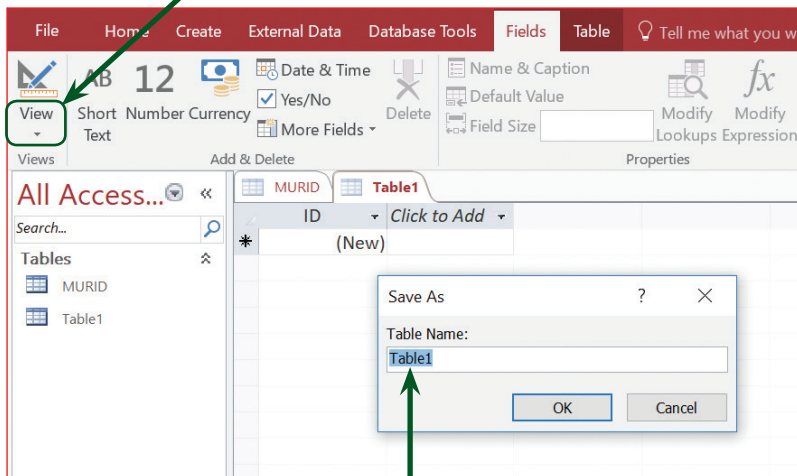 File Home Create External Data Database Tools Fields Table Tell me what you w
AB 12 Date & Time Name & Caption fx
Yes/No Default Value
View Short Text Number Currency More Fields Delete Field Size Modify Lookups Modify Expression
Views Add & Delete Properties
All Access... «
Search...
Tables
MURID
Table1
MURID Table1
ID Click to Add
* (New)
Save As ?
Table Name:
Table1
OK Cancel